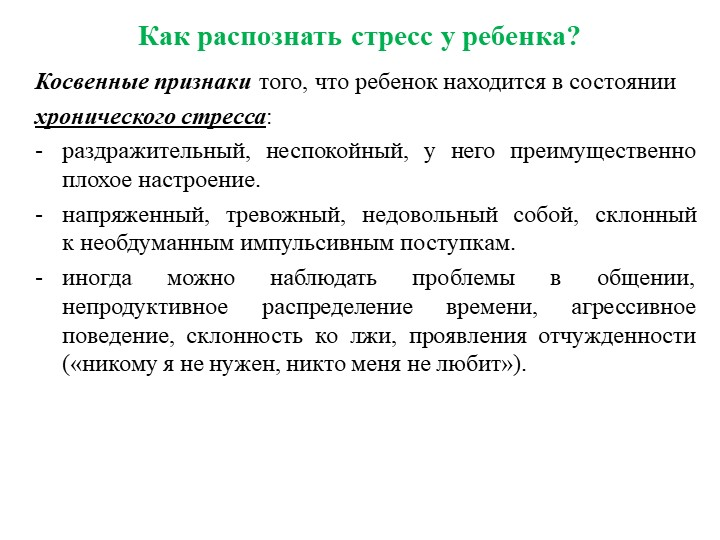 Как распознать стресс у ребенка?
Косвенные признаки того, что ребенок находится в состоянии
хронического стресса:
- раздражительный, неспокойный, у него преимущественно
плохое настроение.
- напряженный, тревожный, недовольный собой, склонный
к необдуманным импульсивным поступкам.
- иногда можно наблюдать проблемы в общении,
непродуктивное распределение времени, агрессивное
поведение, склонность ко лжи, проявления отчужденности
(«никому я не нужен, никто меня не любит»).